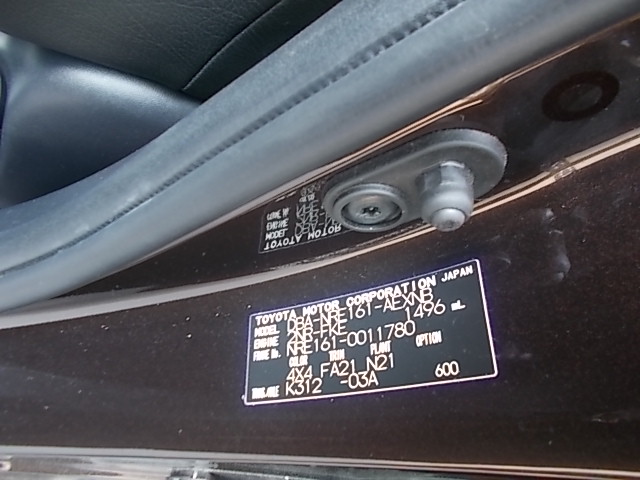 TOYOTA MOTOR CORPORATION JAPAN
MODEL DBA-NRE161-AEXNB
ENGINE 2NR-FKE 1496 mL
FRAME No. NRE161-0011780
COLOR TRIM PLANT OPTION
4X4 FA21 N21
TRANS./AXLE K312 -03A 600